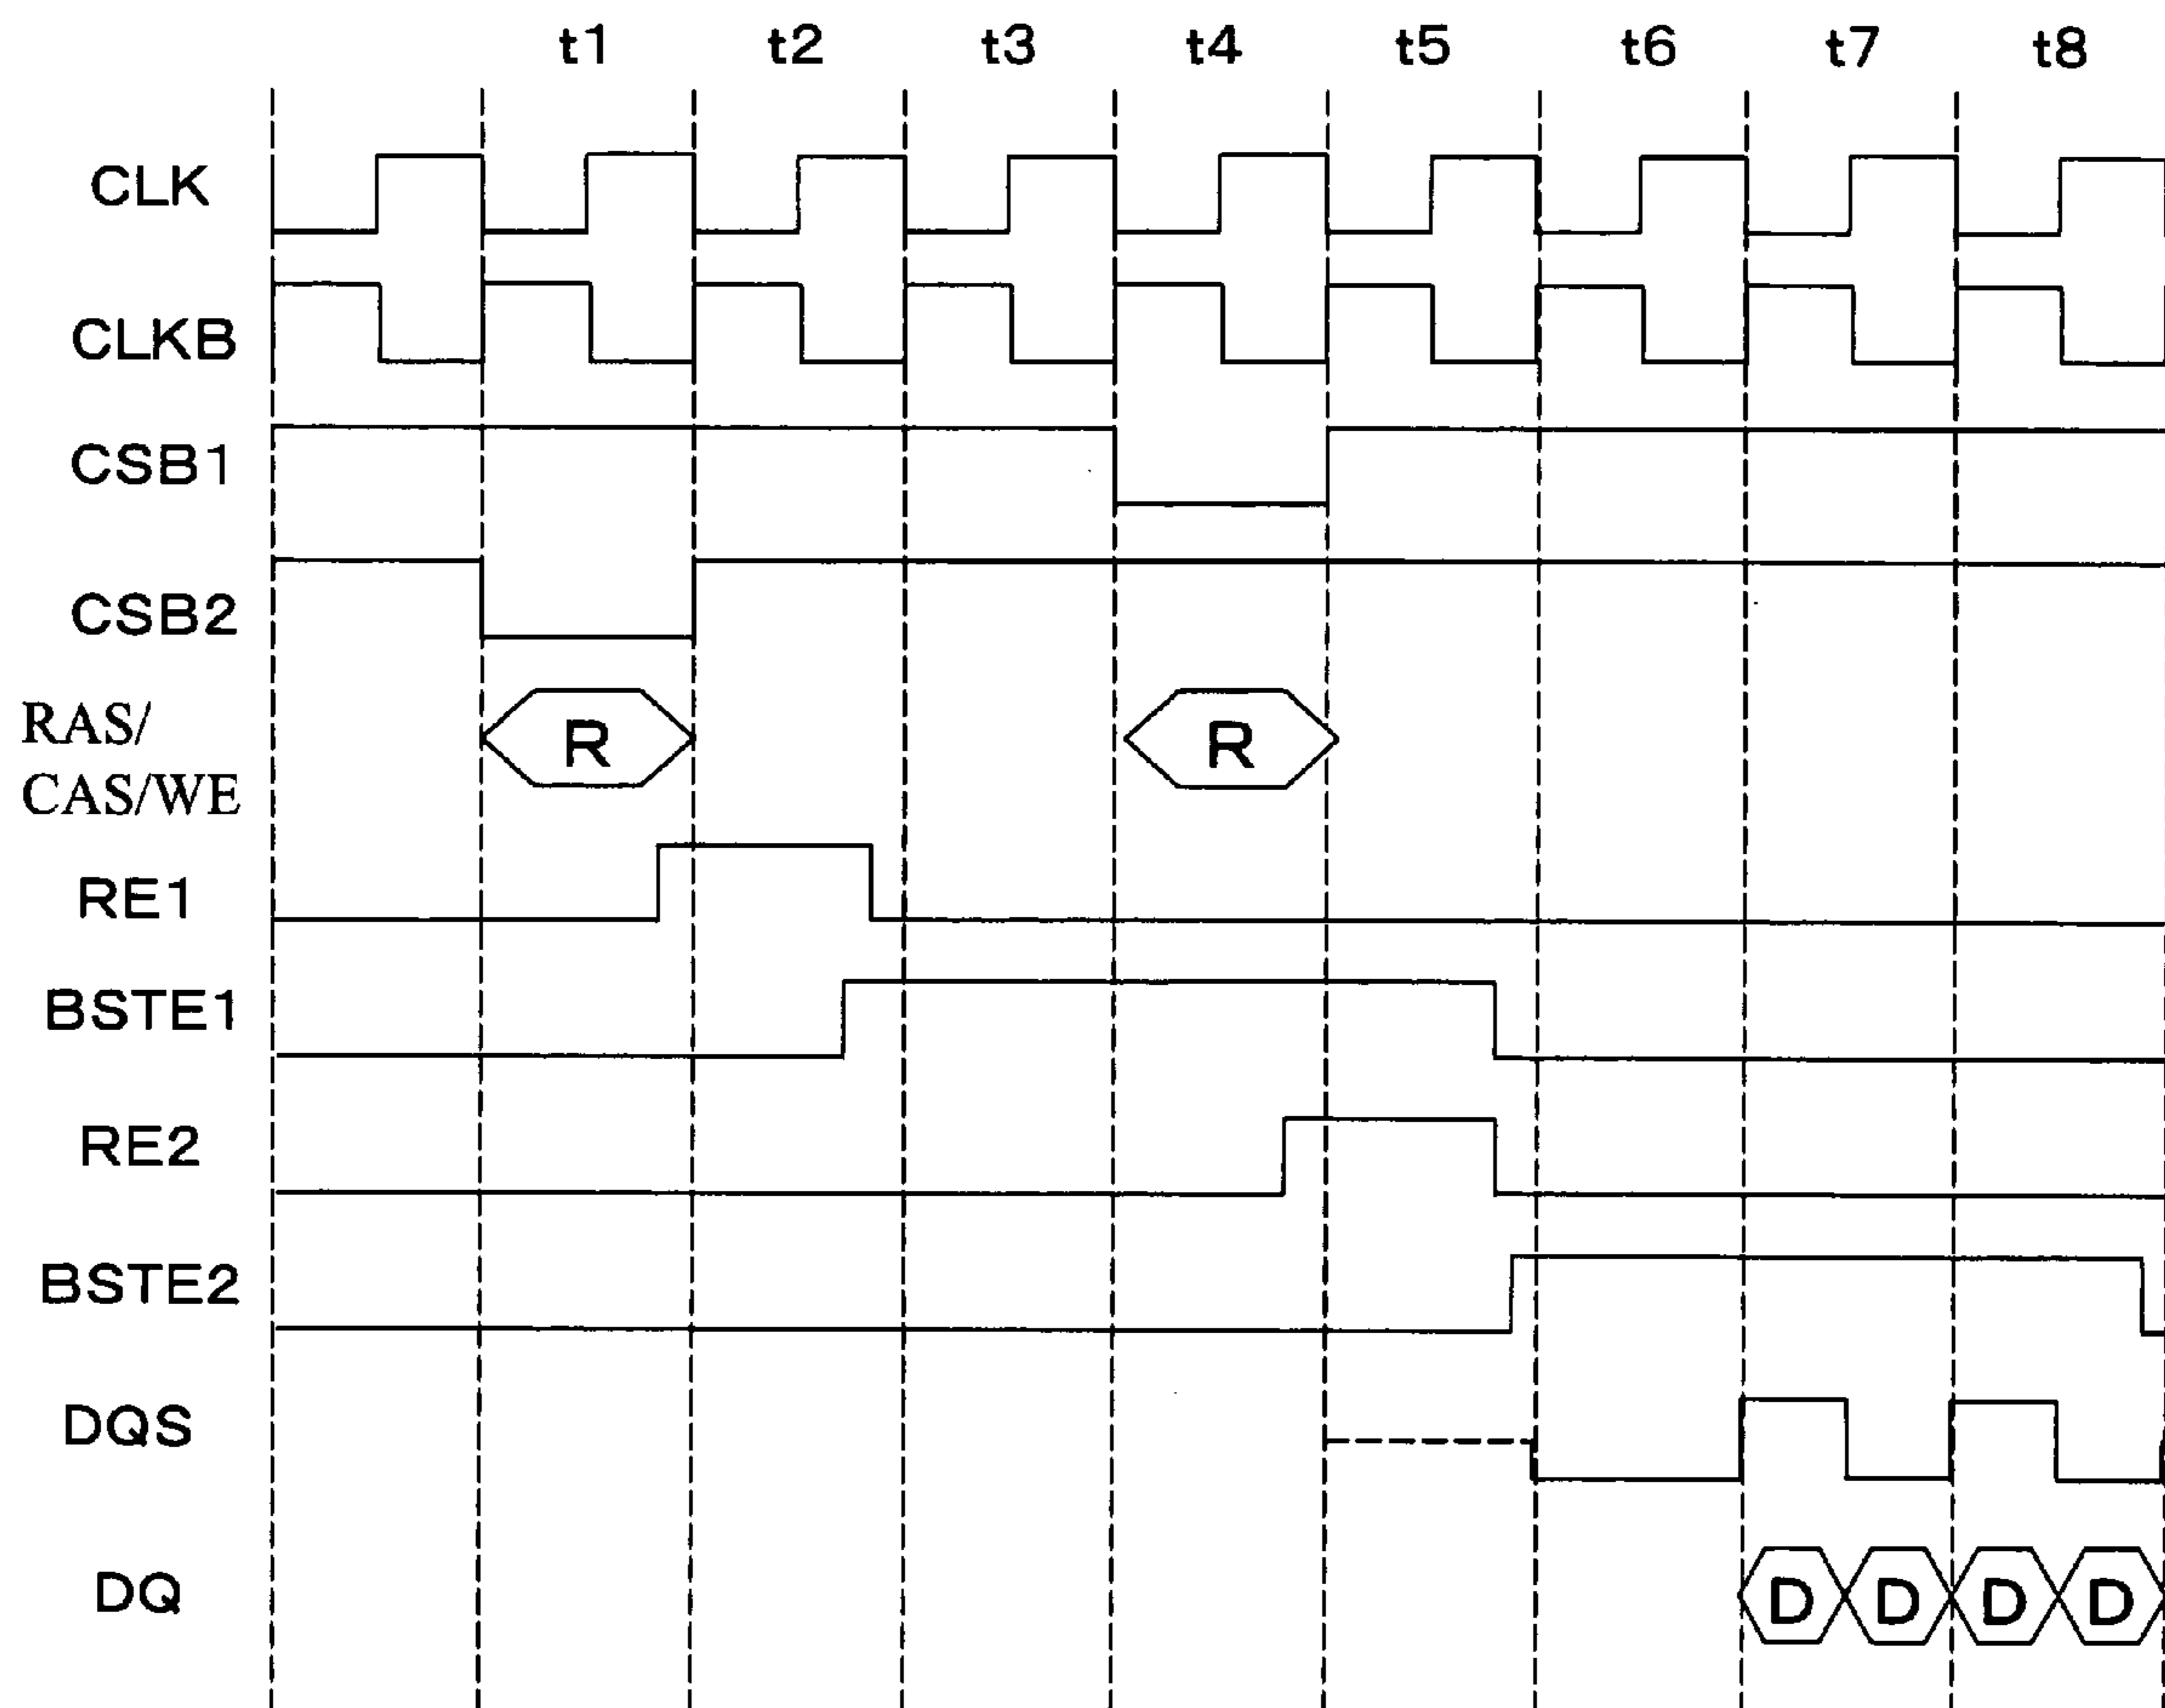 t1 t2 t3 t4 t5 t6 t7 t8
CLK
CLKB
CSB1
CSB2
RAS/
CAS/WE
R R
RE1
BSTE1
RE2
BSTE2
DQS
DQ
D D D D